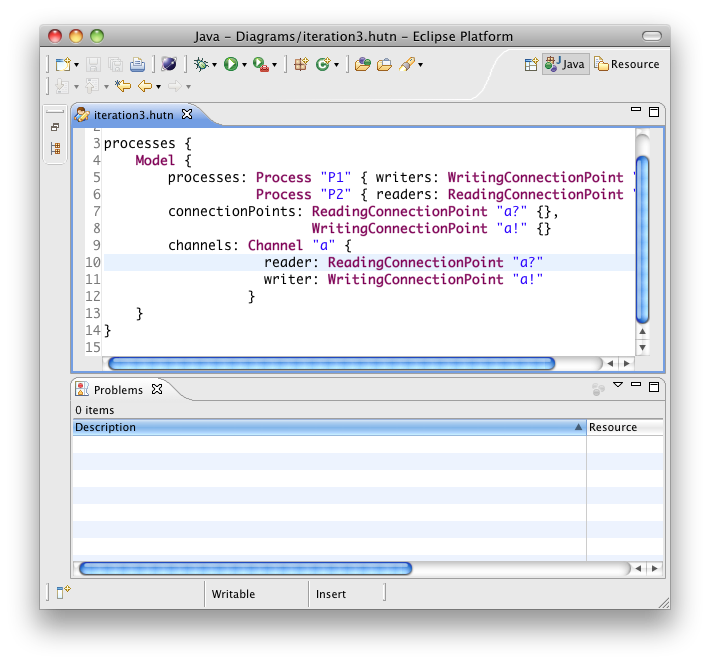 Java – Diagrams/iteration3.hutn – Eclipse Platform
Java
Resource
iteration3.hutn
3 processes {
4 Model {
5 processes: Process "P1" { writers: WritingConnectionPoint
6 Process "P2" { readers: ReadingConnectionPoint
7 connectionPoints: ReadingConnectionPoint "a?" {},
8 WritingConnectionPoint "a!" {}
9 channels: Channel "a" {
10 reader: ReadingConnectionPoint "a?"
11 writer: WritingConnectionPoint "a!"
12 }
13 }
14 }
15
Problems
0 items
Description
Resource
Writable
Insert